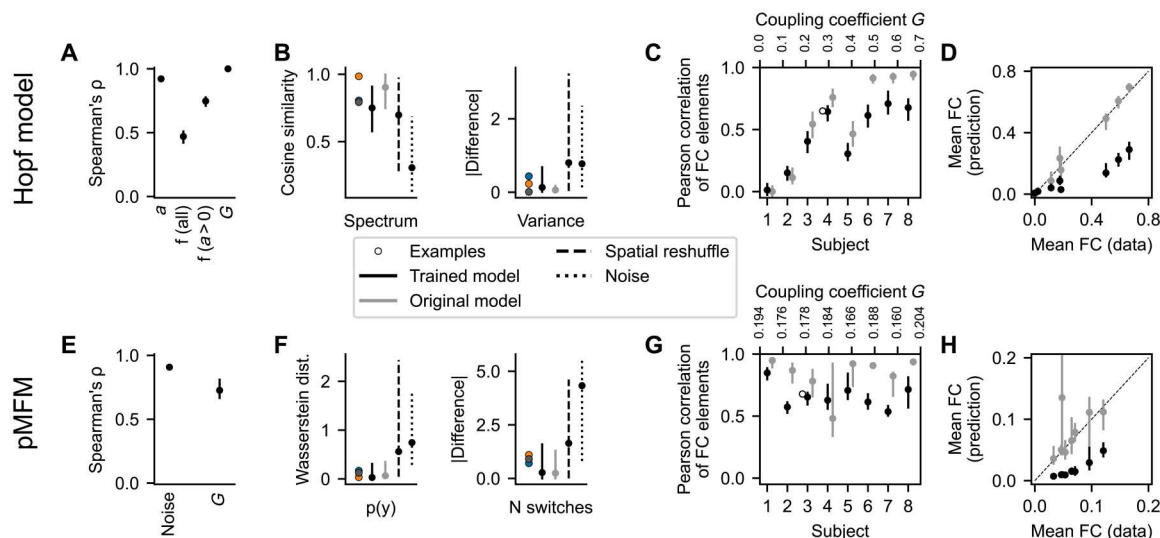 Hopf model
A
Spearman's ρ
1.0
0.5
0.0
a
f (all)
f (a > 0)
G
B
Cosine similarity
1.0
0.5
0.0
Spectrum
|Difference|
2
0
Variance
C
Coupling coefficient G
0.0
0.1
0.2
0.3
0.4
0.5
0.6
0.7
Pearson correlation
of FC elements
1.0
0.5
0.0
1 2 3 4 5 6 7 8
Subject
D
Mean FC
(prediction)
0.8
0.4
0.0
0.0 0.4 0.8
Mean FC (data)
Examples
Trained model
Original model
Spatial reshuffle
Noise
pMFM
E
Spearman's ρ
1.0
0.5
0.0
Noise
G
F
Wasserstein dist.
2
1
0
p(y)
|Difference|
5.0
2.5
0.0
N switches
G
Coupling coefficient G
0.194
0.176
0.178
0.184
0.166
0.188
0.160
0.204
Pearson correlation
of FC elements
1.0
0.5
0.0
1 2 3 4 5 6 7 8
Subject
H
Mean FC
(prediction)
0.2
0.1
0.0
0.0 0.1 0.2
Mean FC (data)